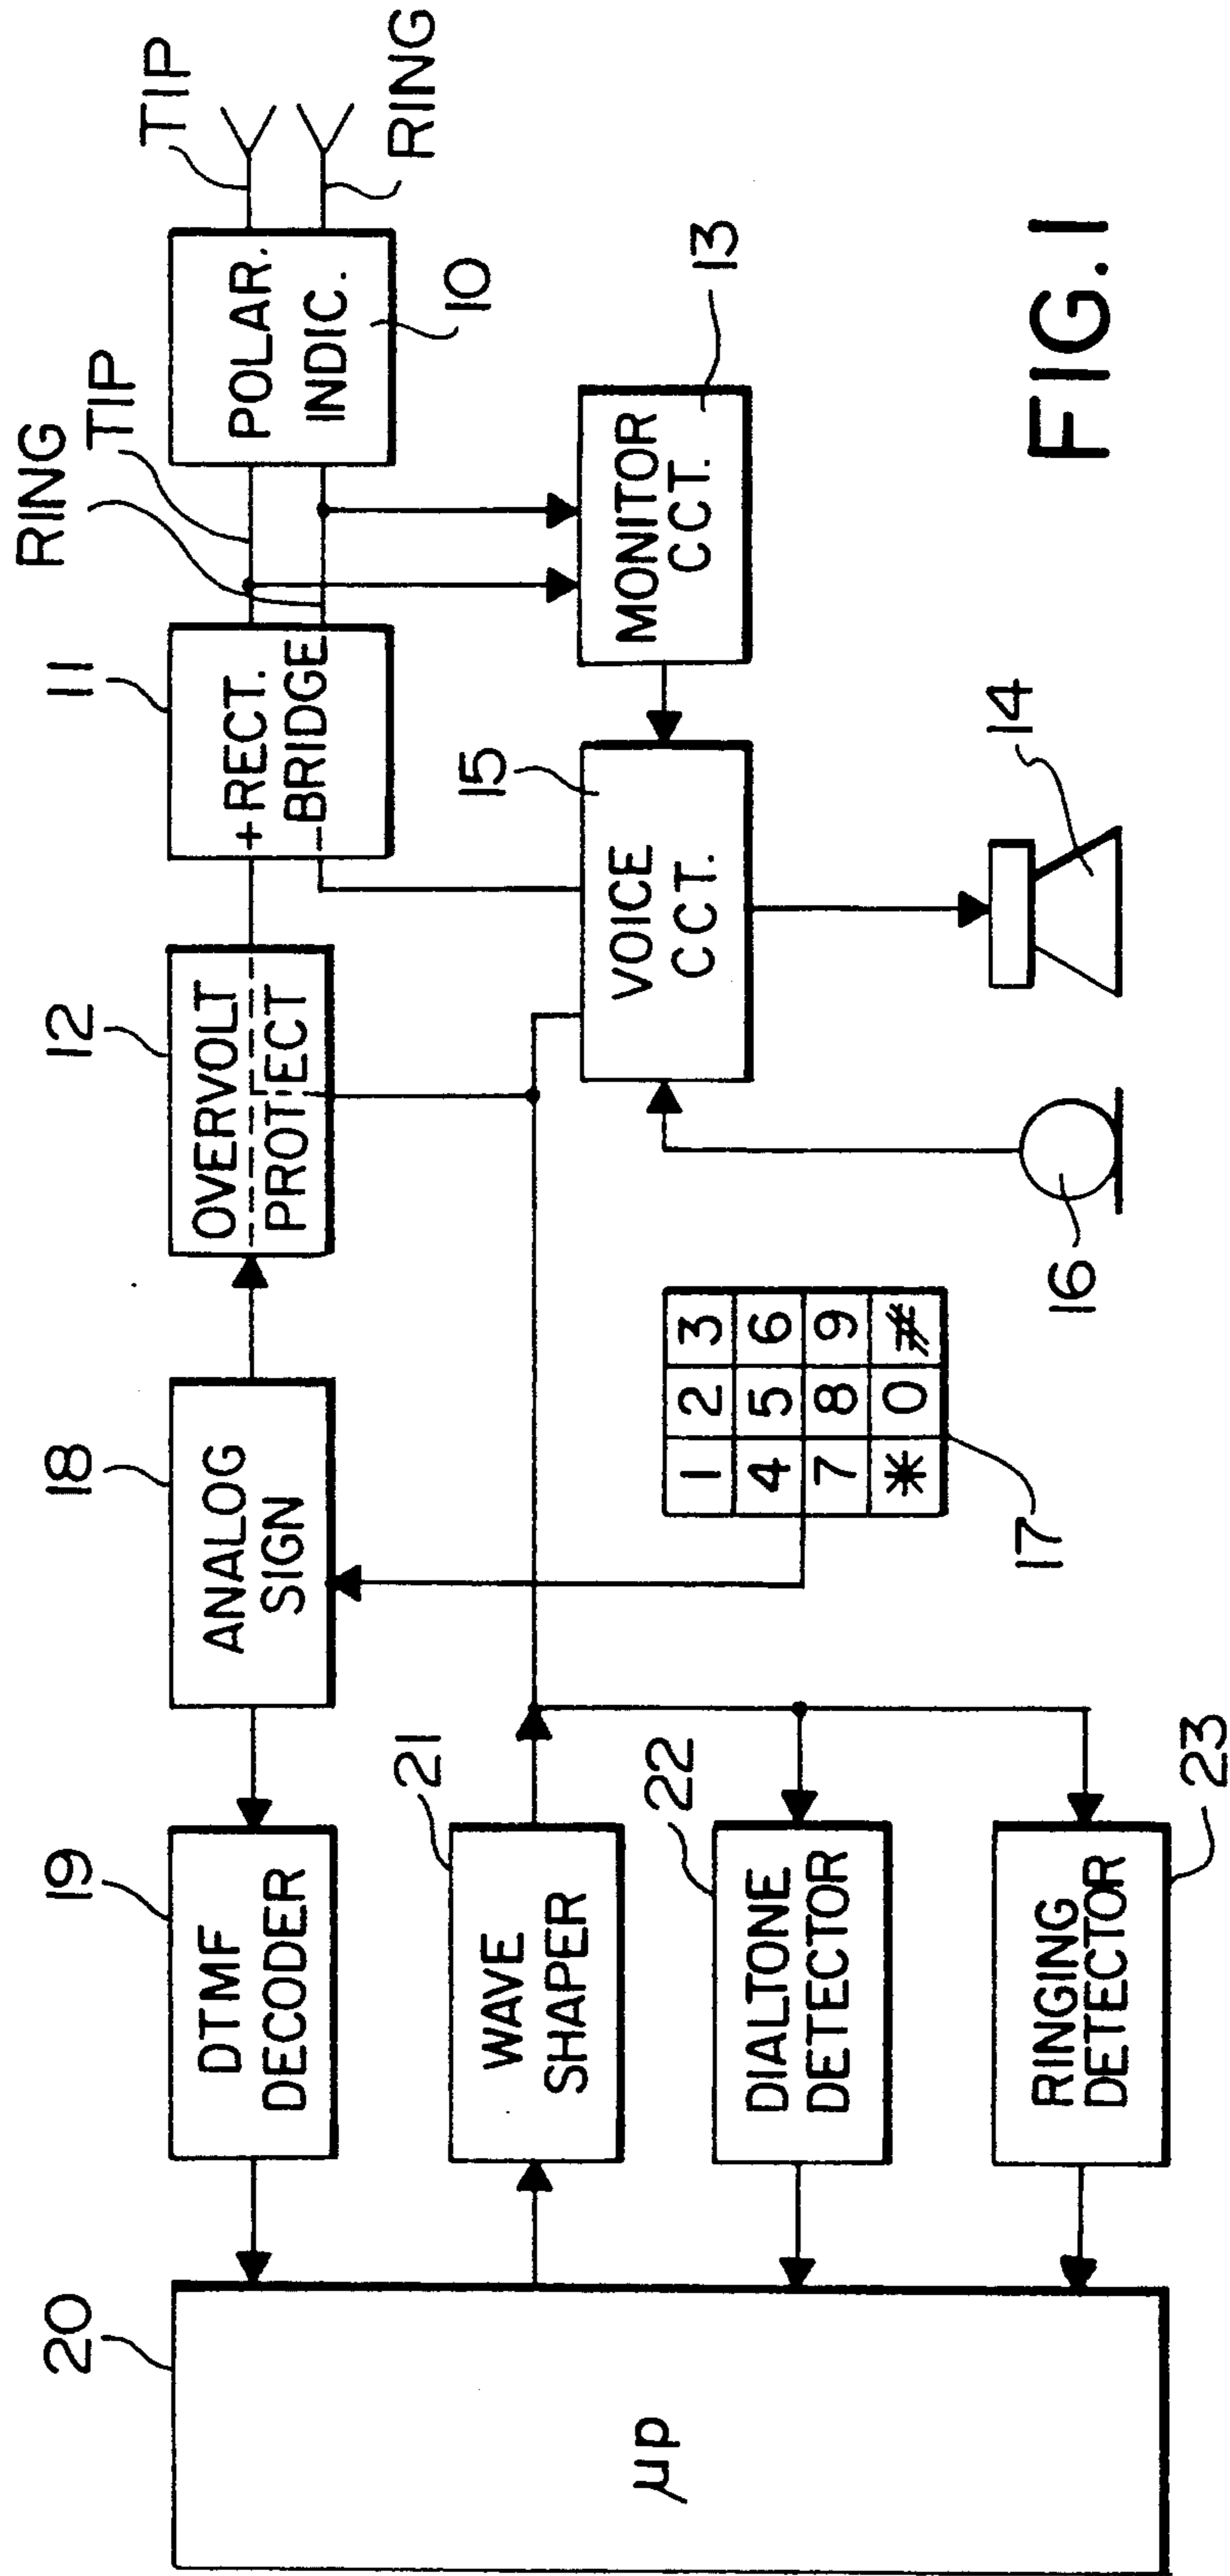 20
μp
19
DTMF
DECODER
21
WAVE
SHAPER
22
DIALTONE
DETECTOR
RINGING
DETECTOR
23
18
ANALOG
SIGN
1 2 3
4 5 6
7 8 9
* 0 #
17
12
OVERVOLT
PROTECT
16
11
+ RECT.
- BRIDGE
15
VOICE
CCT.
14
RING
TIP
MONITOR
CCT.
13
POLAR.
INDIC.
10
TIP
RING
FIG. 1